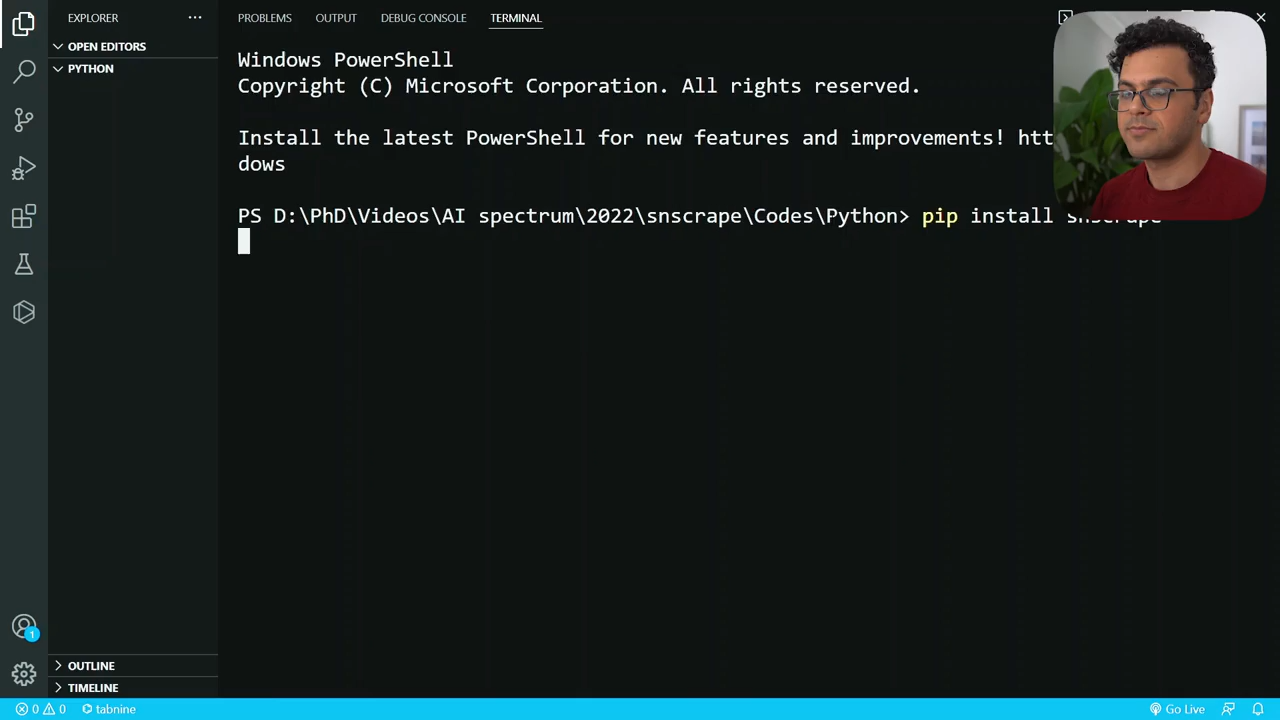 EXPLORER
PROBLEMS OUTPUT DEBUG CONSOLE TERMINAL
OPEN EDITORS
PYTHON
Windows PowerShell
Copyright (C) Microsoft Corporation. All rights reserved.
Install the latest PowerShell for new features and improvements! htt
dows
PS D:\PhD\Videos\AI spectrum\2022\snscrape\Codes\Python> pip install snscrape
1
OUTLINE
TIMELINE
0 0 tabnine Go Live